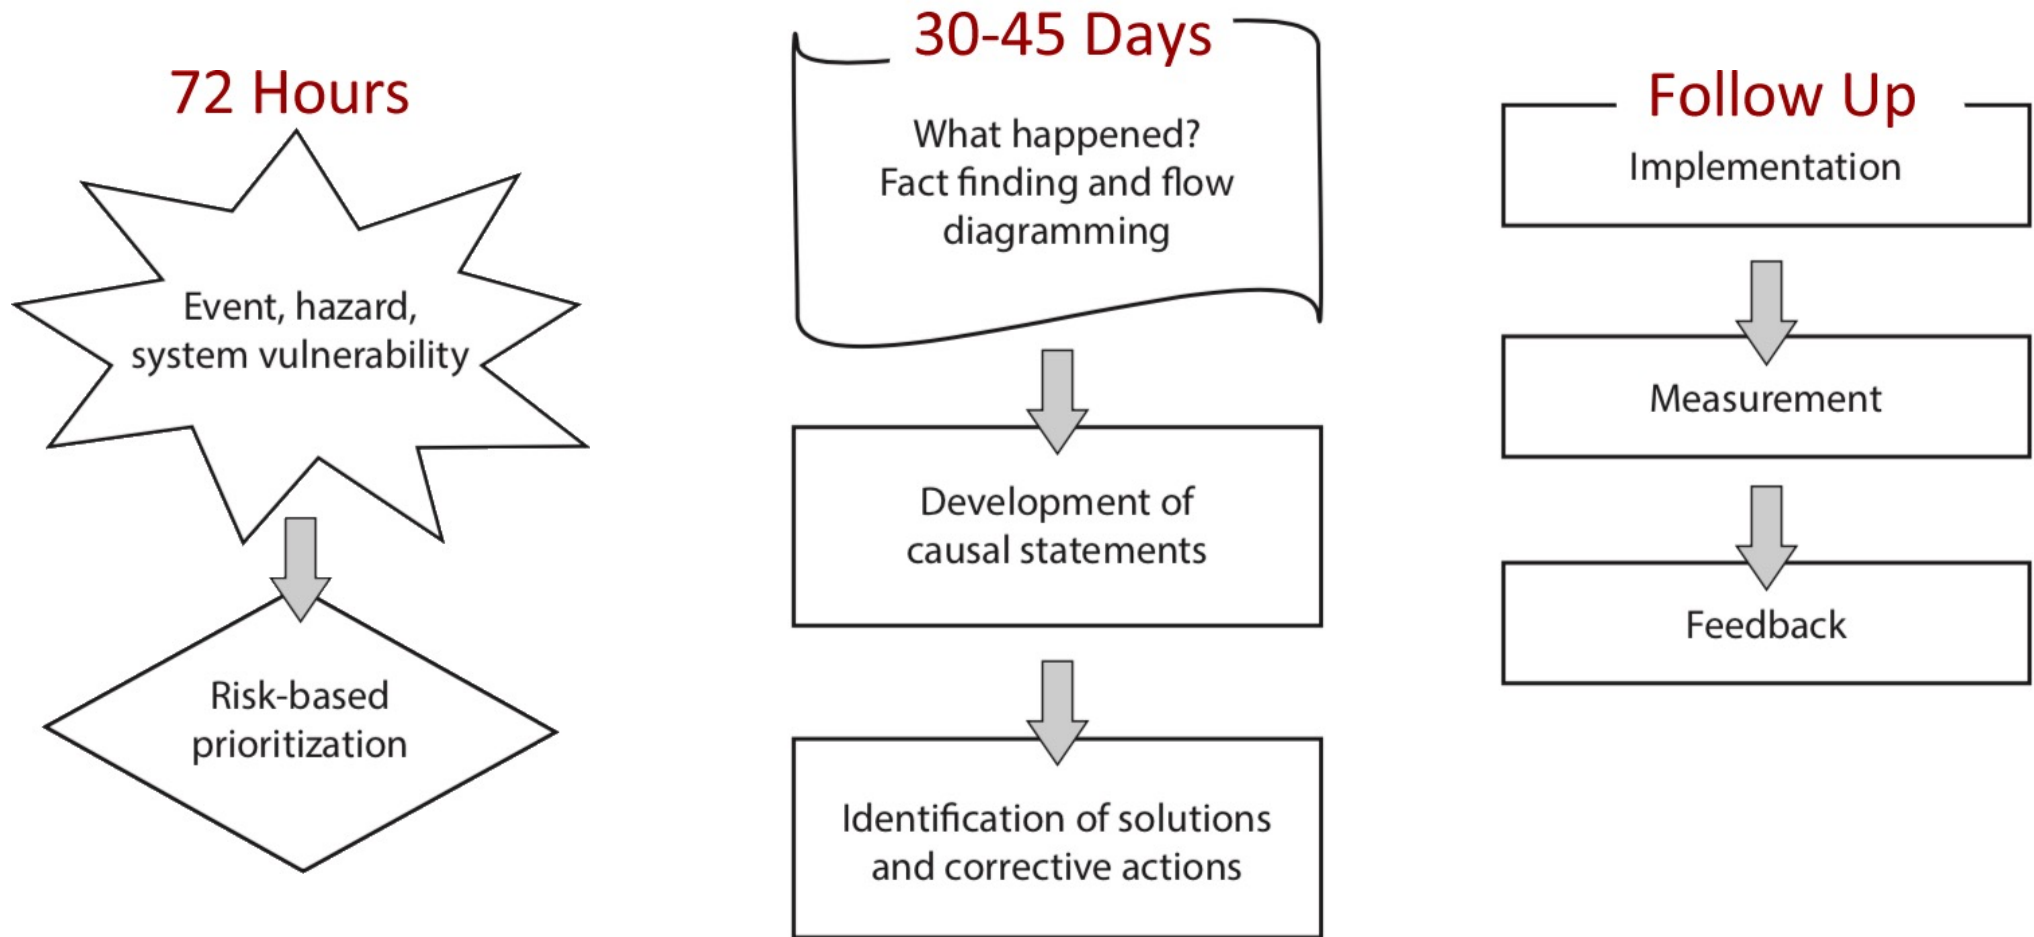 72 Hours
Event, hazard,
system vulnerability
Risk-based
prioritization
30-45 Days
What happened?
Fact finding and flow
diagramming
Development of
causal statements
Identification of solutions
and corrective actions
Follow Up
Implementation
Measurement
Feedback